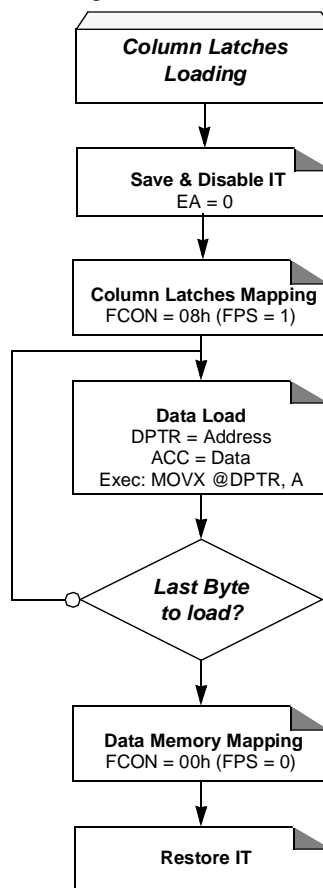 Column Latches
Loading
Save & Disable IT
EA = 0
Column Latches Mapping
FCON = 08h (FPS = 1)
Data Load
DPTR = Address
ACC = Data
Exec: MOVX @DPTR, A
Last Byte
to load?
Data Memory Mapping
FCON = 00h (FPS = 0)
Restore IT